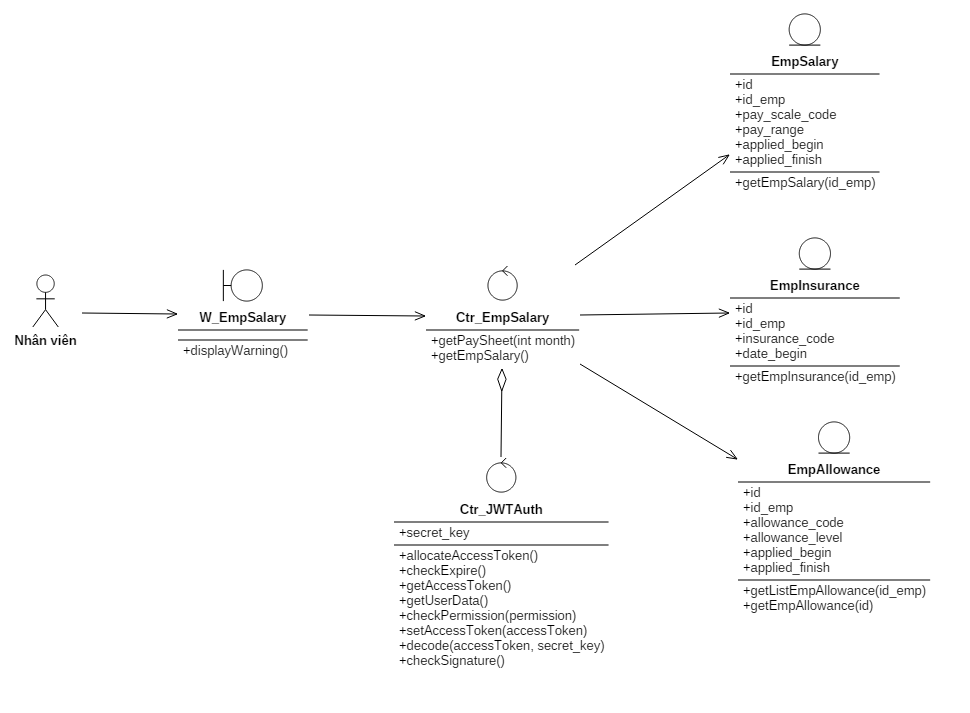 EmpSalary
+id
+id_emp
+pay_scale_code
+pay_range
+applied_begin
+applied_finish
+getEmpSalary(id_emp)
Nhân viên
W_EmpSalary
+displayWarning()
Ctr_EmpSalary
+getPaySheet(int month)
+getEmpSalary()
EmpInsurance
+id
+id_emp
+insurance_code
+date_begin
+getEmpInsurance(id_emp)
Ctr_JWTAuth
+secret_key
+allocateAccessToken()
+checkExpire()
+getAccessToken()
+getUserData()
+checkPermission(permission)
+setAccessToken(accessToken)
+decode(accessToken, secret_key)
+checkSignature()
EmpAllowance
+id
+id_emp
+allowance_code
+allowance_level
+applied_begin
+applied_finish
+getListEmpAllowance(id_emp)
+getEmpAllowance(id)